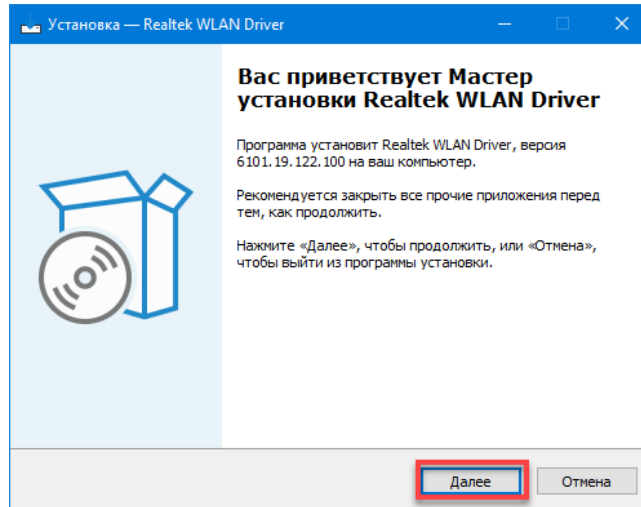 Установка — Realtek WLAN Driver
Вас приветствует Мастер
установки Realtek WLAN Driver
Программа установит Realtek WLAN Driver, версия
6101.19.122.100 на ваш компьютер.
Рекомендуется закрыть все прочие приложения перед
тем, как продолжить.
Нажмите «Далее», чтобы продолжить, или «Отмена»,
чтобы выйти из программы установки.
Далее
Отмена